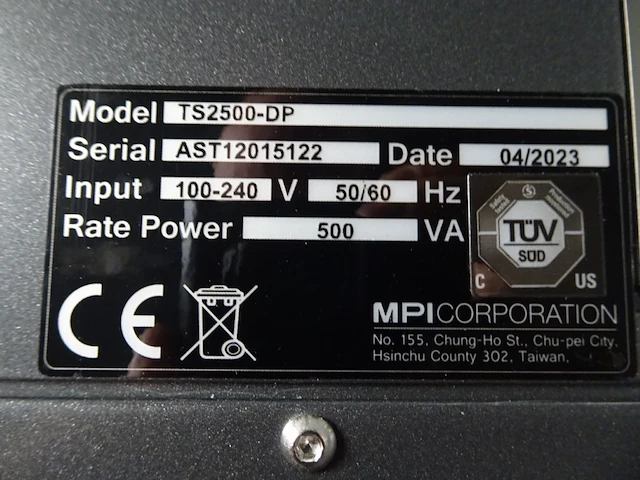 Model TS2500-DP
Serial AST12015122 Date 04/2023
Input 100-240 V 50/60 Hz
Rate Power 500 VA
TÜV
SÜD
C US
CE
MPICORPORATION
No. 155, Chung-Ho St., Chu-pei City,
Hsinchu County 302, Taiwan.